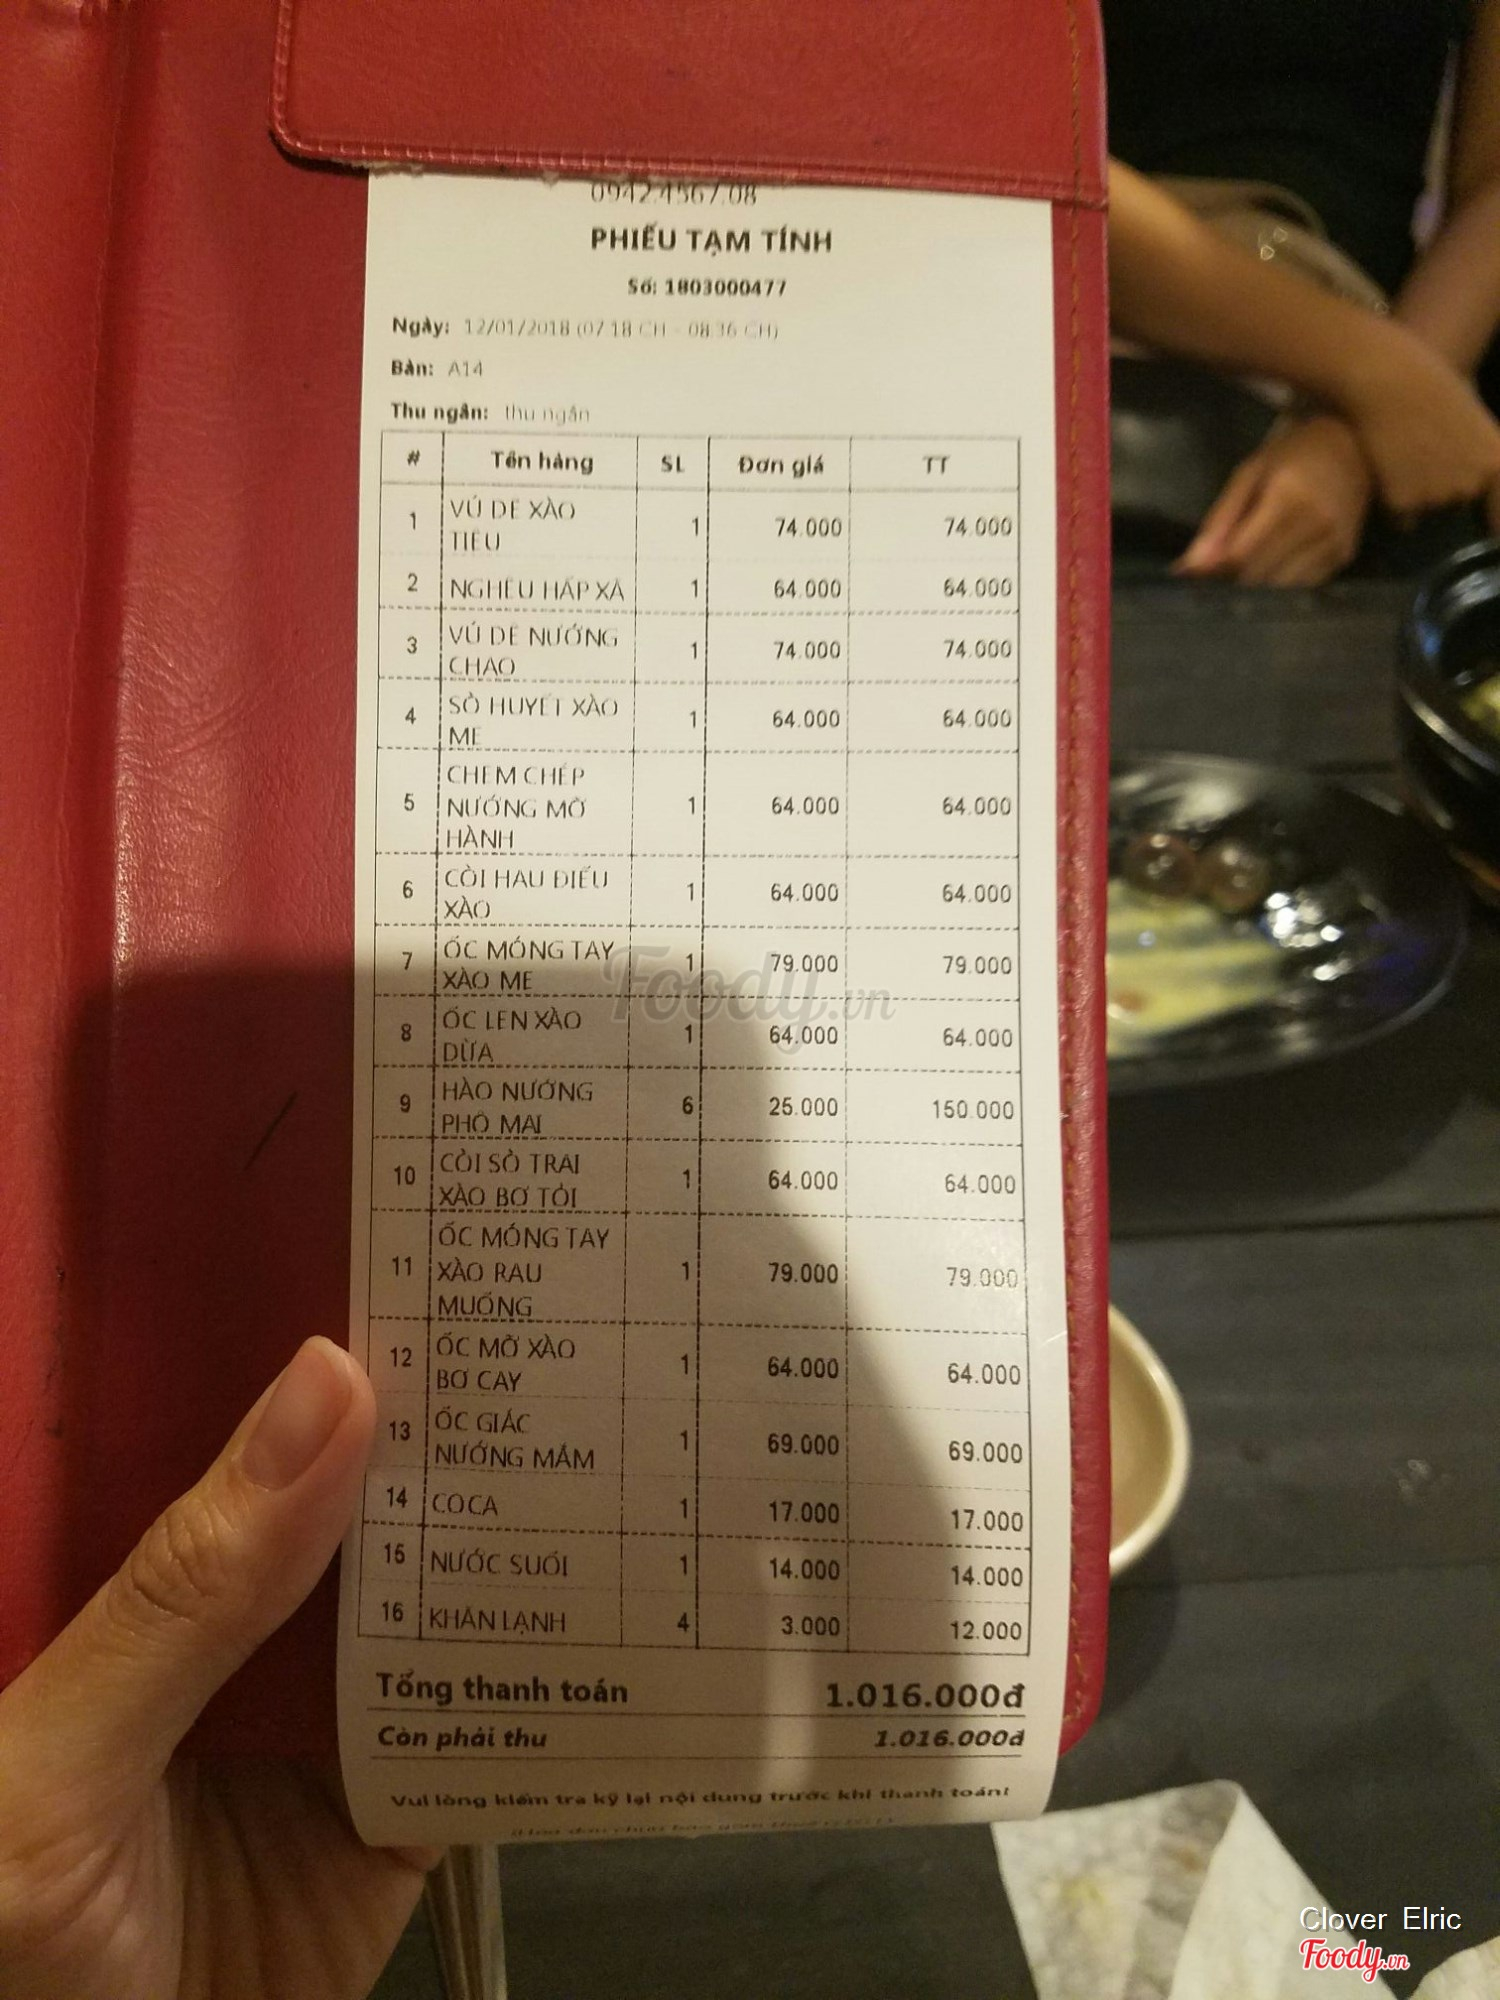 0942.4567.08
PHIẾU TẠM TÍNH
Số: 1803000477
Ngày: 12/01/2018 (07:18 CH - 08:36 CH)
Bàn: A14
Thu ngân: thu ngân
# Tên hàng SL Đơn giá TT
1 VÚ DÊ XÀO TIÊU 1 74.000 74.000
2 NGHÊU HẤP XẢ 1 64.000 64.000
3 VÚ DÊ NƯỚNG CHAO 1 74.000 74.000
4 SÒ HUYẾT XÀO ME 1 64.000 64.000
5 CHEM CHÉP NƯỚNG MỠ HÀNH 1 64.000 64.000
6 CỒI HAU ĐIẾU XÀO 1 64.000 64.000
7 ỐC MÓNG TAY XÀO ME 1 79.000 79.000
8 ỐC LEN XÀO DỪA 1 64.000 64.000
9 HÀO NƯỚNG PHÔ MAI 6 25.000 150.000
10 CỒI SÒ TRAI XÀO BƠ TỎI 1 64.000 64.000
11 ỐC MÓNG TAY XÀO RAU MUỐNG 1 79.000 79.000
12 ỐC MỠ XÀO BƠ CAY 1 64.000 64.000
13 ỐC GIÁC NƯỚNG MẮM 1 69.000 69.000
14 COCA 1 17.000 17.000
15 NƯỚC SUỐI 1 14.000 14.000
16 KHĂN LẠNH 4 3.000 12.000
Tổng thanh toán 1.016.000đ
Còn phải thu 1.016.000đ
Vui lòng kiểm tra kỹ lại nội dung trước khi thanh toán!
Foody.vn
Clover Elric
Foody.vn